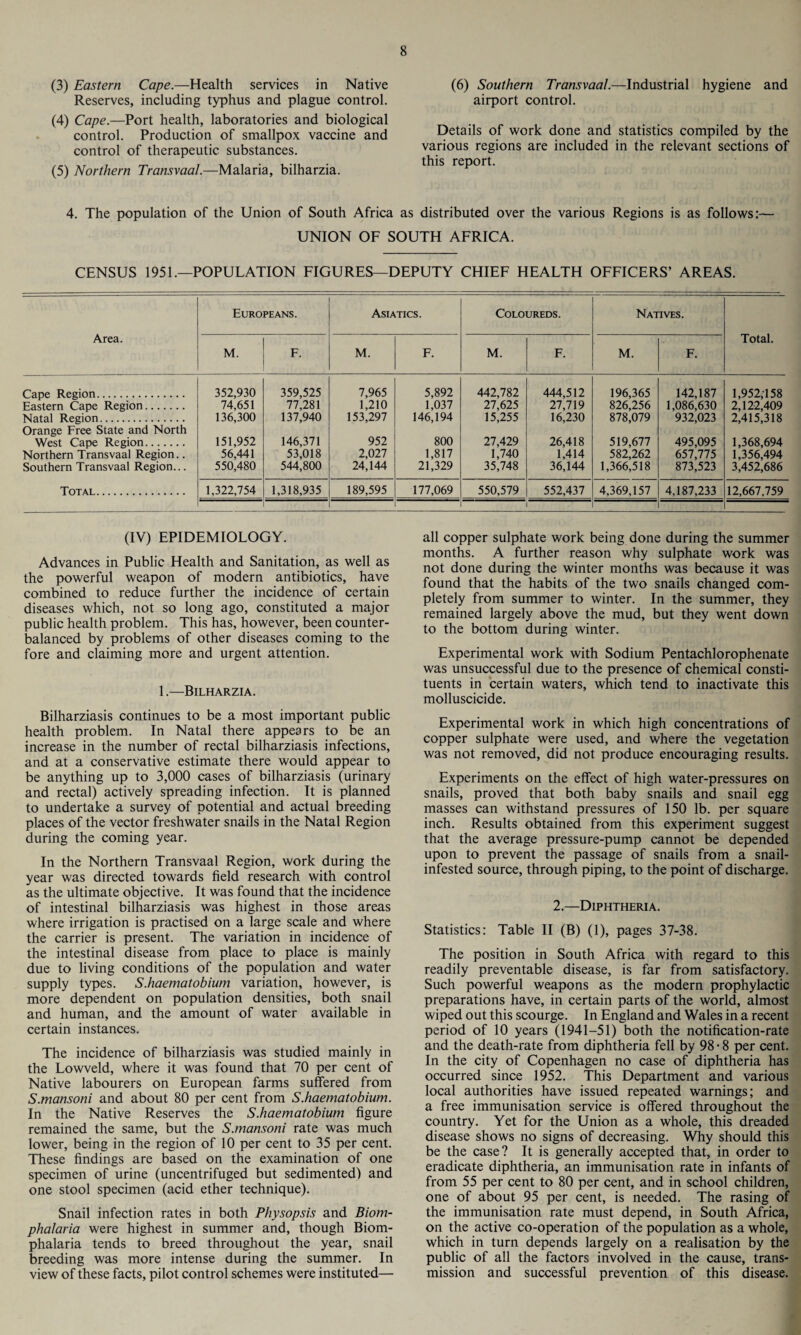 8
(3) Eastern Cape.—Health services in Native
Reserves, including typhus and plague control.
(4) Cape.—Port health, laboratories and biological
control. Production of smallpox vaccine and
control of therapeutic substances.
(5) Northern Transvaal.—Malaria, bilharzia.
(6) Southern Transvaal.—Industrial hygiene and
airport control.
Details of work done and statistics compiled by the
various regions are included in the relevant sections of
this report.
4. The population of the Union of South Africa as distributed over the various Regions is as follows:—
UNION OF SOUTH AFRICA.
CENSUS 1951.—POPULATION FIGURES—DEPUTY CHIEF HEALTH OFFICERS' AREAS.
Area. EUROPEANS. ASIATICS. COLOUREDS. NATIVES. Total.
M. F. M. F. M. F. M. F.
Cape Region............... 352,930 359,525 7,965 5,892 442,782 444,512 196,365 142,187 1,952,158
Eastern Cape Region....... 74,651 77,281 1,210 1,037 27,625 27,719 826,256 1,086,630 2,122,409
Natal Region.............. 136,300 137,940 153,297 146,194 15,255 16,230 878,079 932,023 2,415,318
Orange Free State and North
West Cape Region....... 151,952 146,371 952 800 27,429 26,418 519,677 495,095 1,368,694
Northern Transvaal Region.. 56,441 53,018 2,027 1,817 1,740 1,414 582,262 657,775 1,356,494
Southern Transvaal Region... 550,480 544,800 24,144 21,329 35,748 36,144 1,366,518 873,523 3,452,686
TOTAL............... 1,322,754 1,318,935 189,595 177,069 550,579 552,437 4,369,157 4,187,233 12,667,759
(IV) EPIDEMIOLOGY.
Advances in Public Health and Sanitation, as well as
the powerful weapon of modern antibiotics, have
combined to reduce further the incidence of certain
diseases which, not so long ago, constituted a major
public health problem. This has, however, been counter-
balanced by problems of other diseases coming to the
fore and claiming more and urgent attention.
1.—BILHARZIA.
Bilharziasis continues to be a most important public
health problem. In Natal there appears to be an
increase in the number of rectal bilharziasis infections,
and at a conservative estimate there would appear to
be anything up to 3,000 cases of bilharziasis (urinary
and rectal) actively spreading infection. It is planned
to undertake a survey of potential and actual breeding
places of the vector freshwater snails in the Natal Region
during the coming year.
In the Northern Transvaal Region, work during the
year was directed towards field research with control
as the ultimate objective. It was found that the incidence
of intestinal bilharziasis was highest in those areas
where irrigation is practised on a large scale and where
the carrier is present. The variation in incidence of
the intestinal disease from place to place is mainly
due to living conditions of the population and water
supply types. S.haematobium variation, however, is
more dependent on population densities, both snail
and human, and the amount of water available in
certain instances.
The incidence of bilharziasis was studied mainly in
the Lowveld, where it was found that 70 per cent of
Native labourers on European farms suffered from
S.mansoni and about 80 per cent from S.haematobium.
In the Native Reserves the S.haematobium figure
remained the same, but the S.mansoni rate was much
lower, being in the region of 10 per cent to 35 per cent.
These findings are based on the examination of one
specimen of urine (uncentrifuged but sedimented) and
one stool specimen (acid ether technique).
Snail infection rates in both Physopsis and Biom-
phalaria were highest in summer and, though Biom-
phalaria tends to breed throughout the year, snail
breeding was more intense during the summer. In
view of these facts, pilot control schemes were instituted—
all copper sulphate work being done during the summer
months. A further reason why sulphate work was
not done during the winter months was because it was
found that the habits of the two snails changed com-
pletely from summer to winter. In the summer, they
remained largely above the mud, but they went down
to the bottom during winter.
Experimental work with Sodium Pentachlorophenate
was unsuccessful due to the presence of chemical consti-
tuents in certain waters, which tend to inactivate this
molluscicide.
Experimental work in which high concentrations of
copper sulphate were used, and where the vegetation
was not removed, did not produce encouraging results.
Experiments on the effect of high water-pressures on
snails, proved that both baby snails and snail egg
masses can withstand pressures of 150 lb. per square
inch. Results obtained from this experiment suggest
that the average pressure-pump cannot be depended
upon to prevent the passage of snails from a snail-
infested source, through piping, to the point of discharge.
2.—DIPHTHERIA.
Statistics: Table II (B) (1), pages 37-38.
The position in South Africa with regard to this
readily preventable disease, is far from satisfactory.
Such powerful weapons as the modern prophylactic
preparations have, in certain parts of the world, almost
wiped out this scourge. In England and Wales in a recent
period of 10 years (1941-51) both the notification-rate
and the death-rate from diphtheria fell by 98·8 per cent.
In the city of Copenhagen no case of diphtheria has
occurred since 1952. This Department and various
local authorities have issued repeated warnings; and
a free immunisation service is offered throughout the
country. Yet for the Union as a whole, this dreaded
disease shows no signs of decreasing. Why should this
be the case? It is generally accepted that, in order to
eradicate diphtheria, an immunisation rate in infants of
from 55 per cent to 80 per cent, and in school children,
one of about 95 per cent, is needed. The rasing of
the immunisation rate must depend, in South Africa,
on the active co-operation of the population as a whole,
which in turn depends largely on a realisation by the
public of all the factors involved in the cause, trans-
mission and successful prevention of this disease.